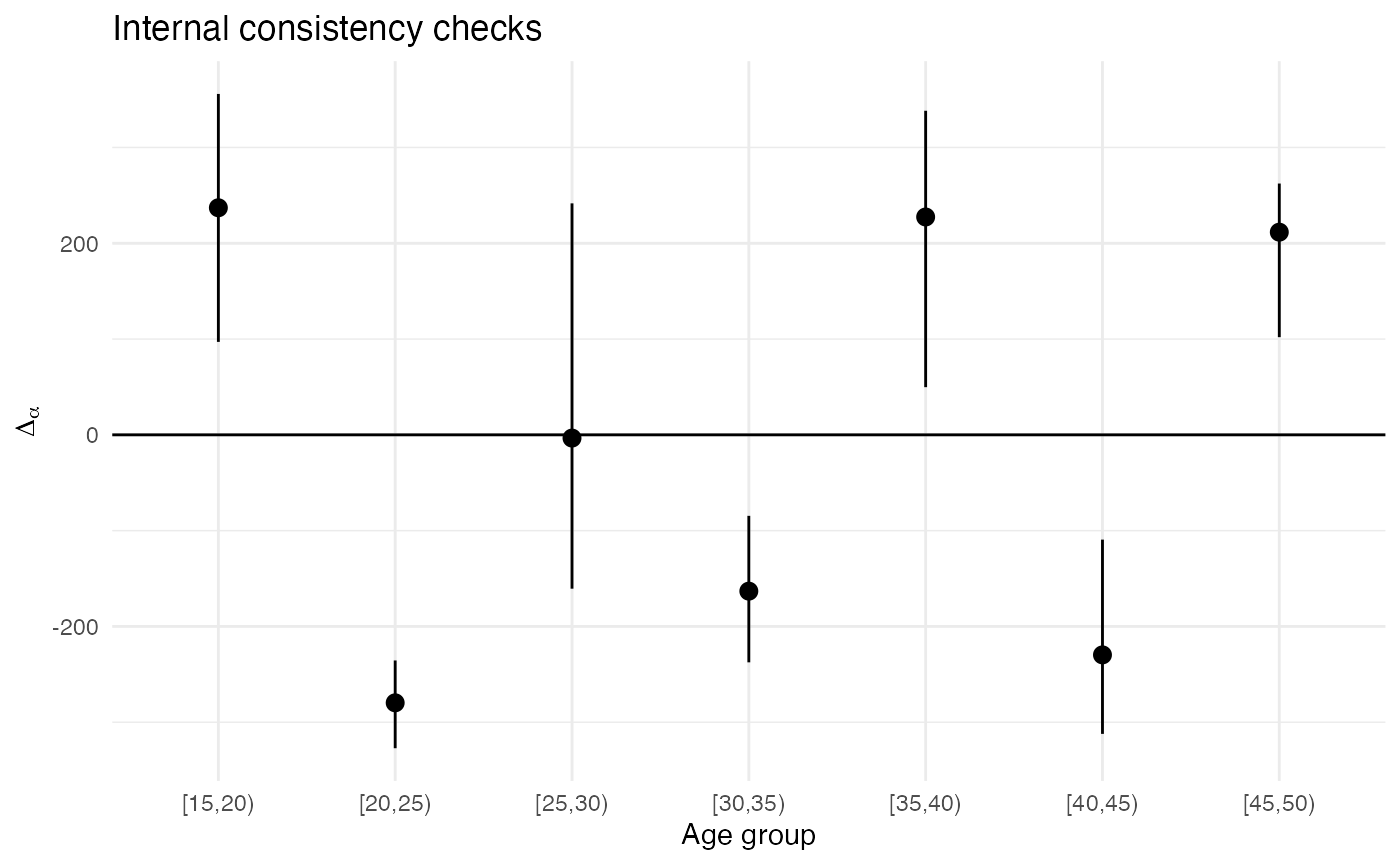 Internal consistency checks
Δα
200
0
-200
[15,20) [20,25) [25,30) [30,35) [35,40) [40,45) [45,50)
Age group